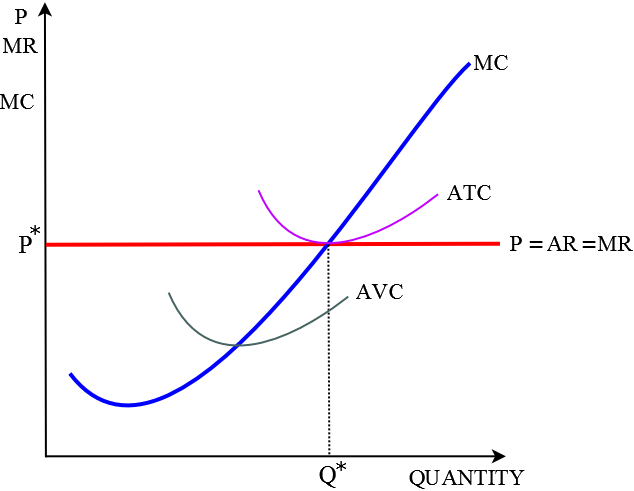 P
MR
MC
MC
ATC
P*
P = AR =MR
AVC
Q*
QUANTITY